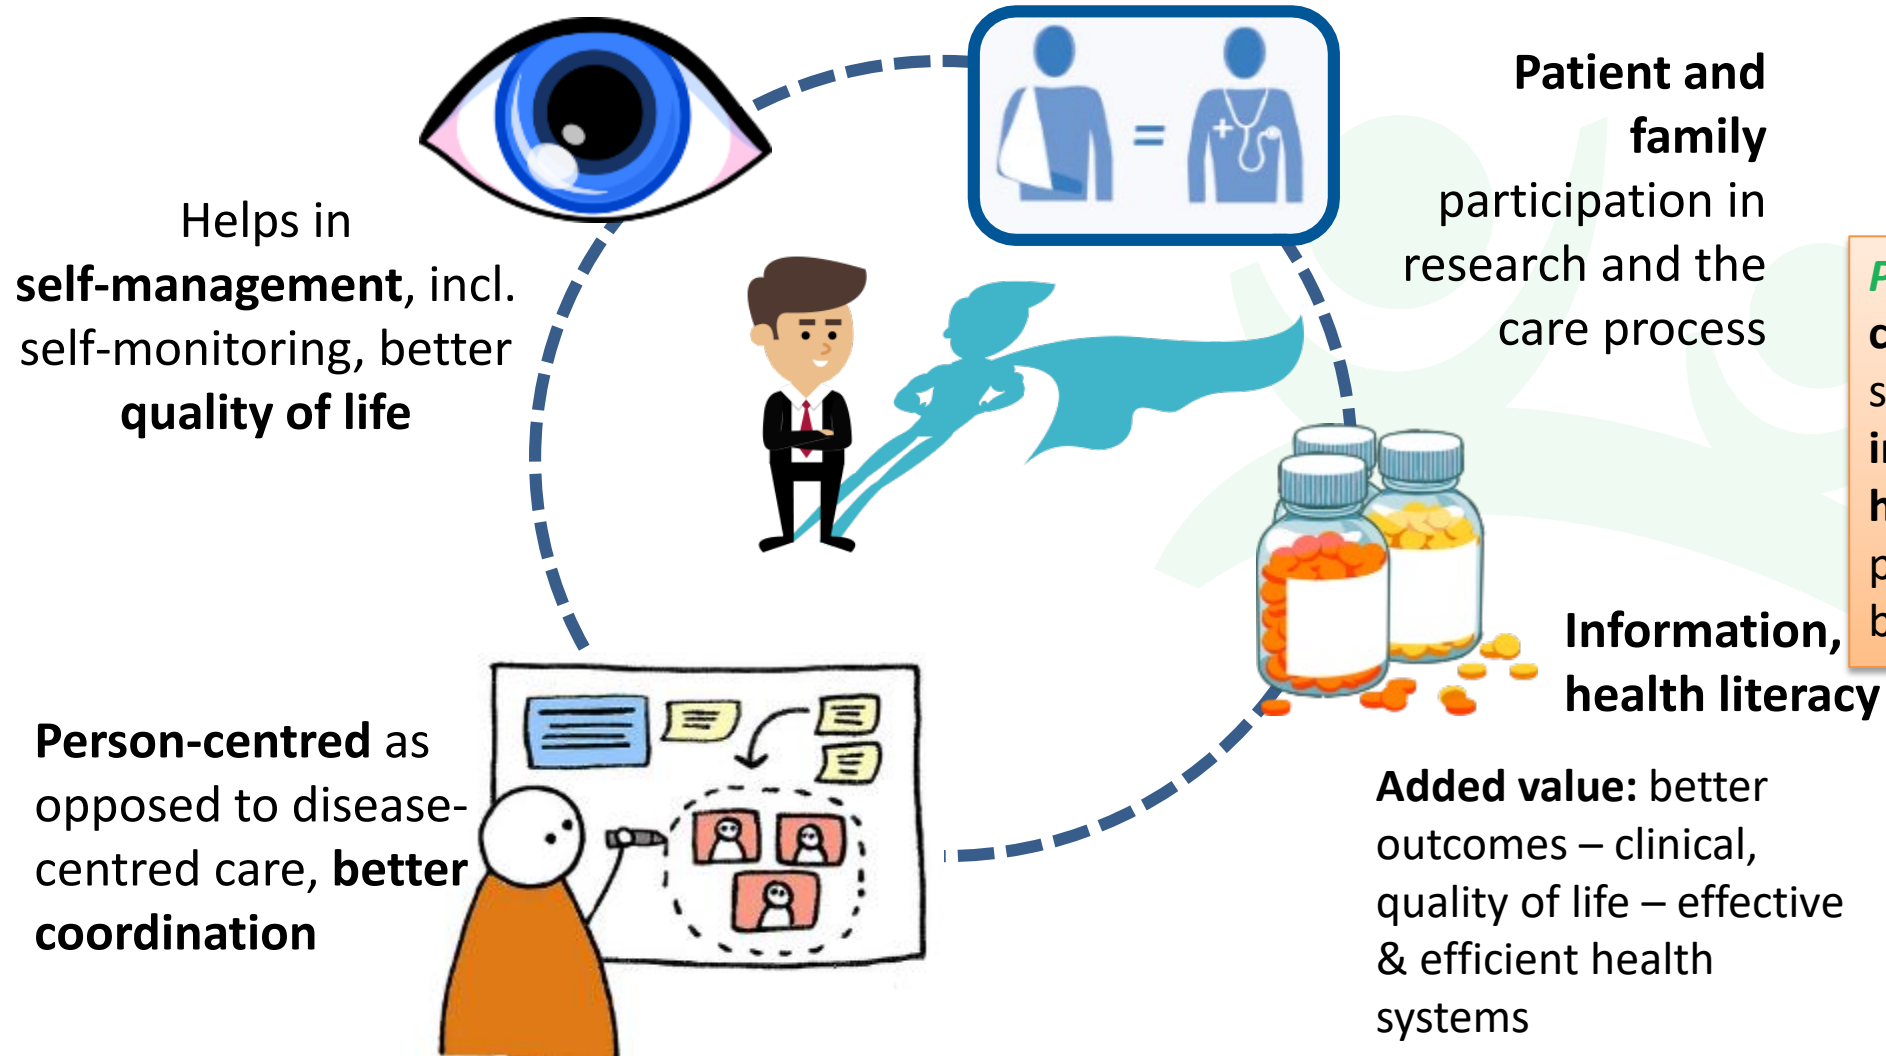 Helps in
self-management, incl.
self-monitoring, better
quality of life
=
+
Patient and
family
participation in
research and the
care process
Information,
health literacy
Person-centred as
opposed to disease-
centred care, better
coordination
Added value: better
outcomes – clinical,
quality of life – effective
& efficient health
systems